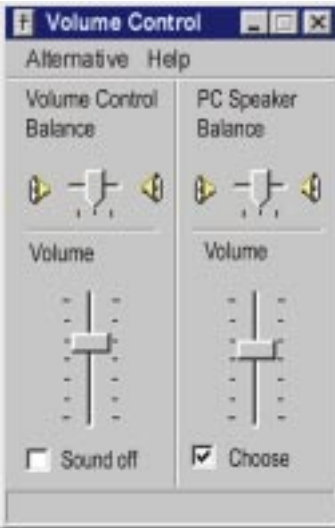 Volume Control
Alternative Help
Volume Control
Balance
PC Speaker
Balance
Volume
Volume
Sound off
Choose